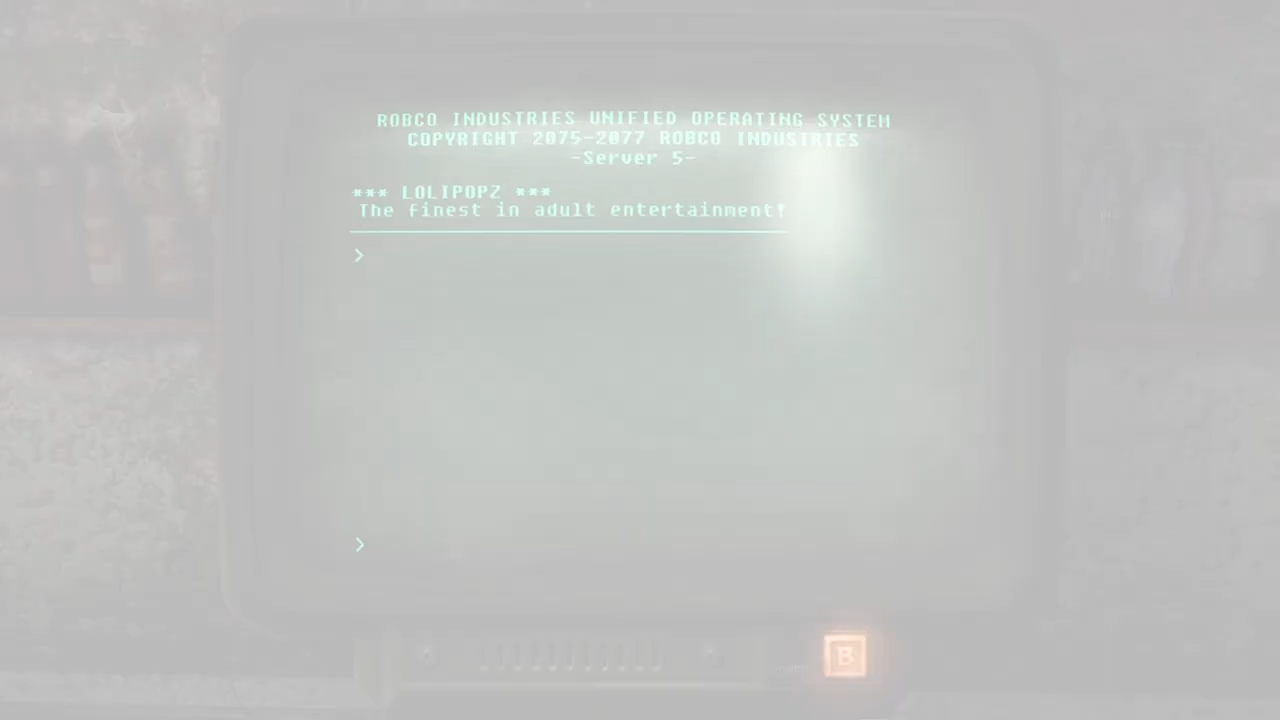 ROBCO INDUSTRIES UNIFIED OPERATING SYSTEM
COPYRIGHT 2075-2077 ROBCO INDUSTRIES
-Server 5-
*** LOLIPOPZ ***
The finest in adult entertainment!
>
>
B